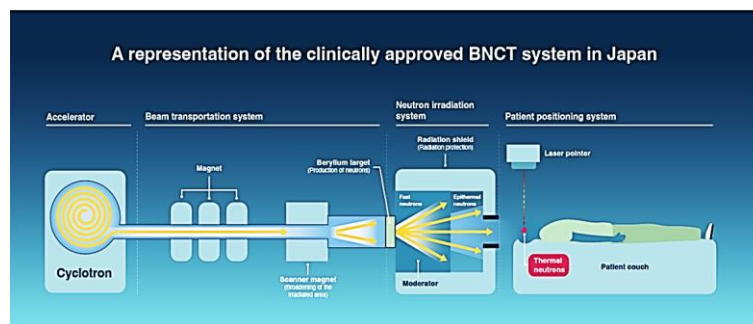 A representation of the clinically approved BNCT system in Japan
Accelerator
Beam transportation system
Neutron irradiation
system
Patient positioning system
Radiation shield
(Radiation protection)
Laser pointer
Magnet
Beryllium target
(Production of neutrons)
Fast
neutrons
Epithermal
neutrons
Cyclotron
Scanner magnet
(Broadening of the
irradiated area)
Moderator
Thermal
neutrons
Patient couch